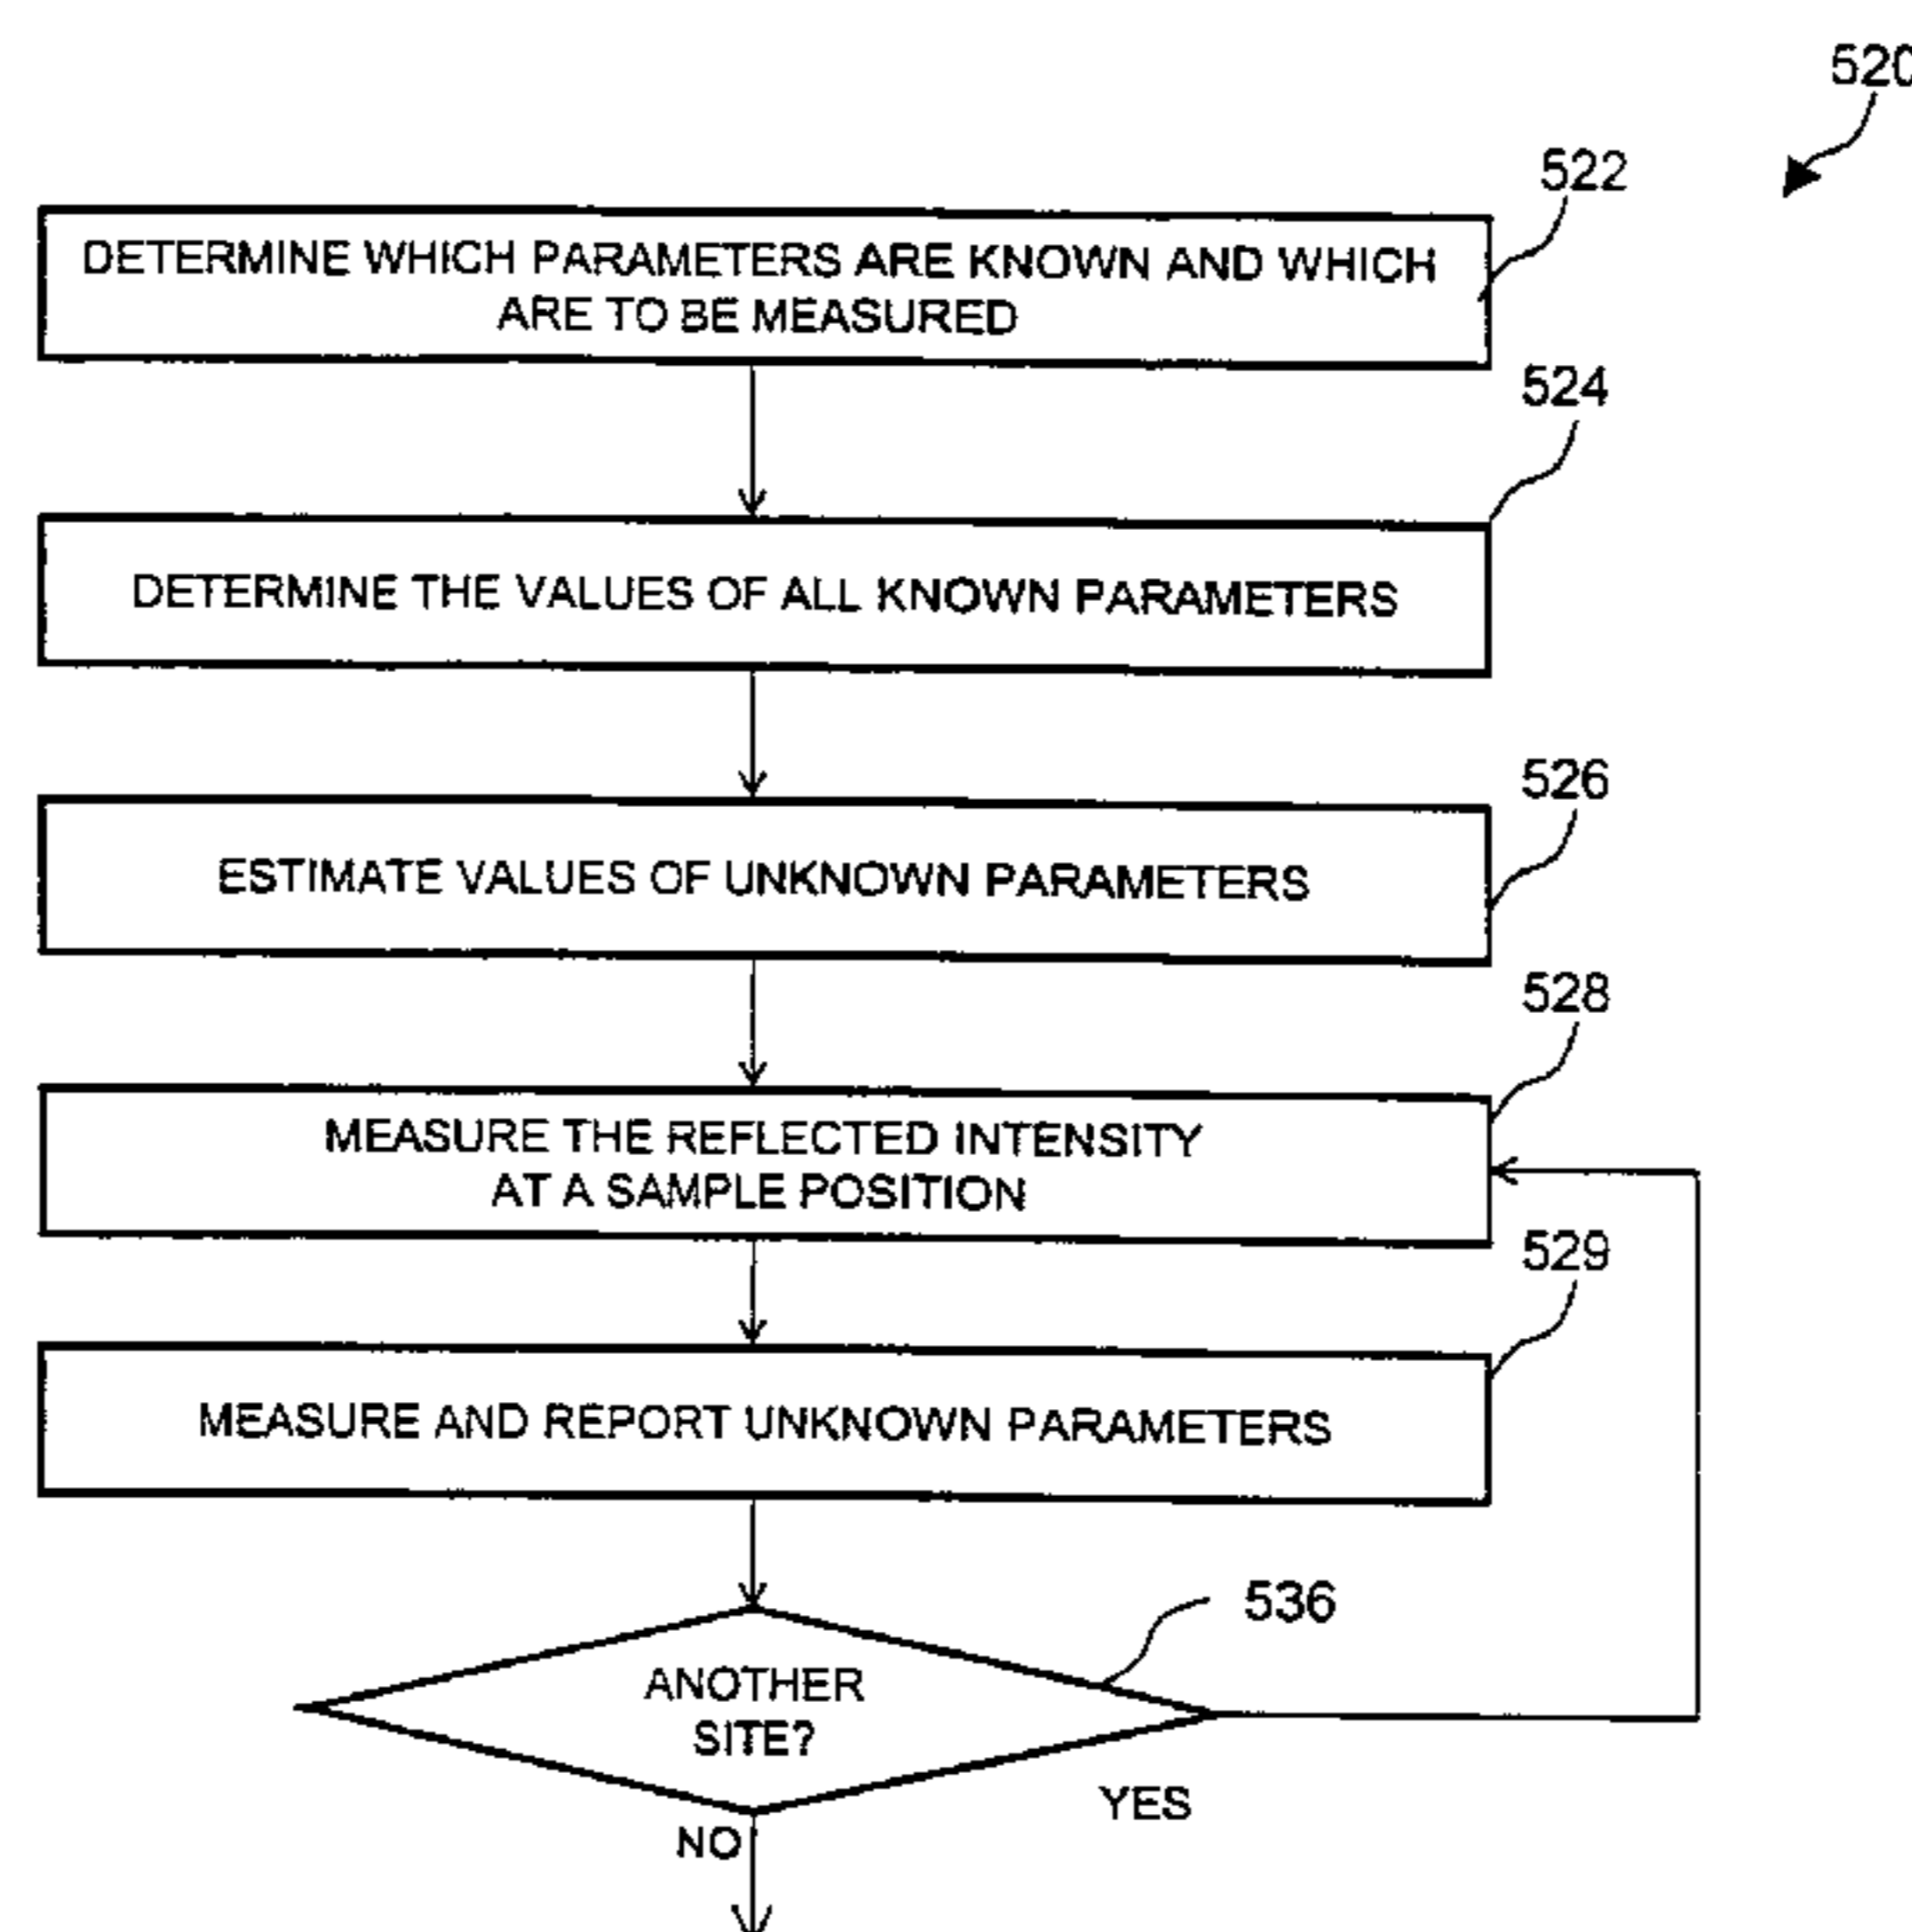 520
522
DETERMINE WHICH PARAMETERS ARE KNOWN AND WHICH
ARE TO BE MEASURED
524
DETERMINE THE VALUES OF ALL KNOWN PARAMETERS
526
ESTIMATE VALUES OF UNKNOWN PARAMETERS
528
MEASURE THE REFLECTED INTENSITY
AT A SAMPLE POSITION
529
MEASURE AND REPORT UNKNOWN PARAMETERS
536
ANOTHER
SITE?
YES
NO